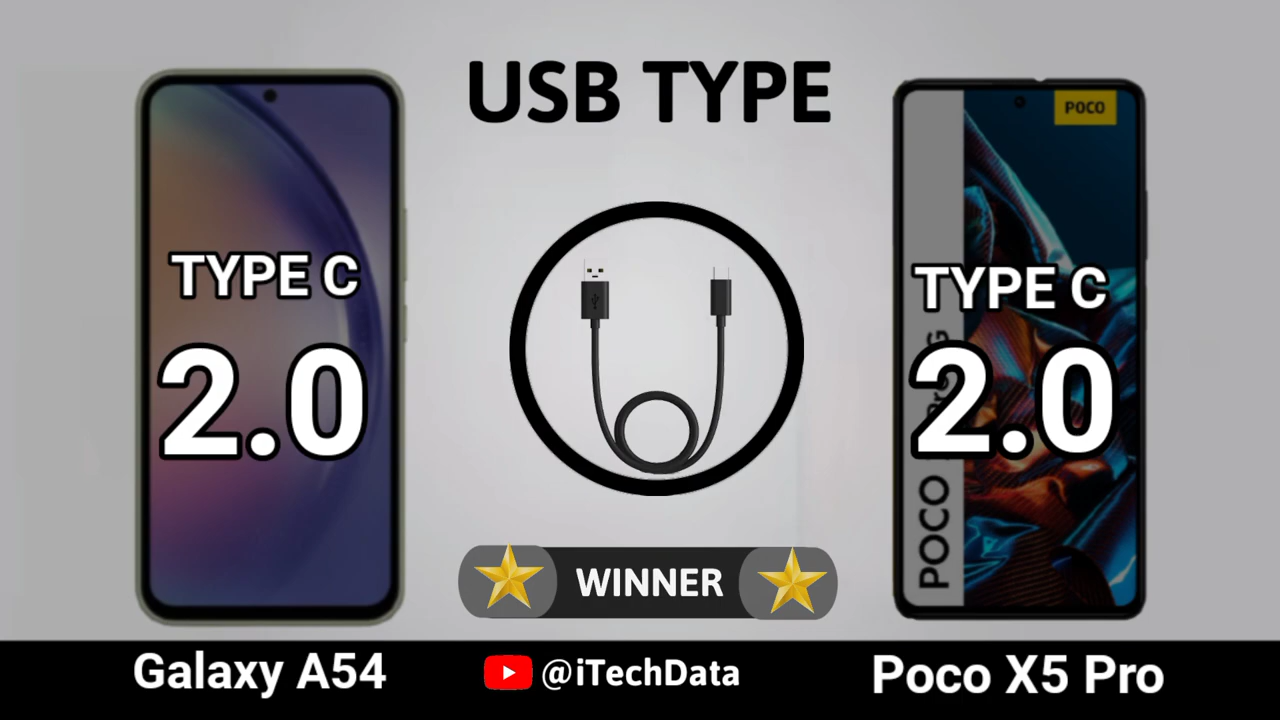 USB TYPE
POCO
TYPE C
2.0
TYPE C
2.0
POCO
WINNER
Galaxy A54
@iTechData
Poco X5 Pro